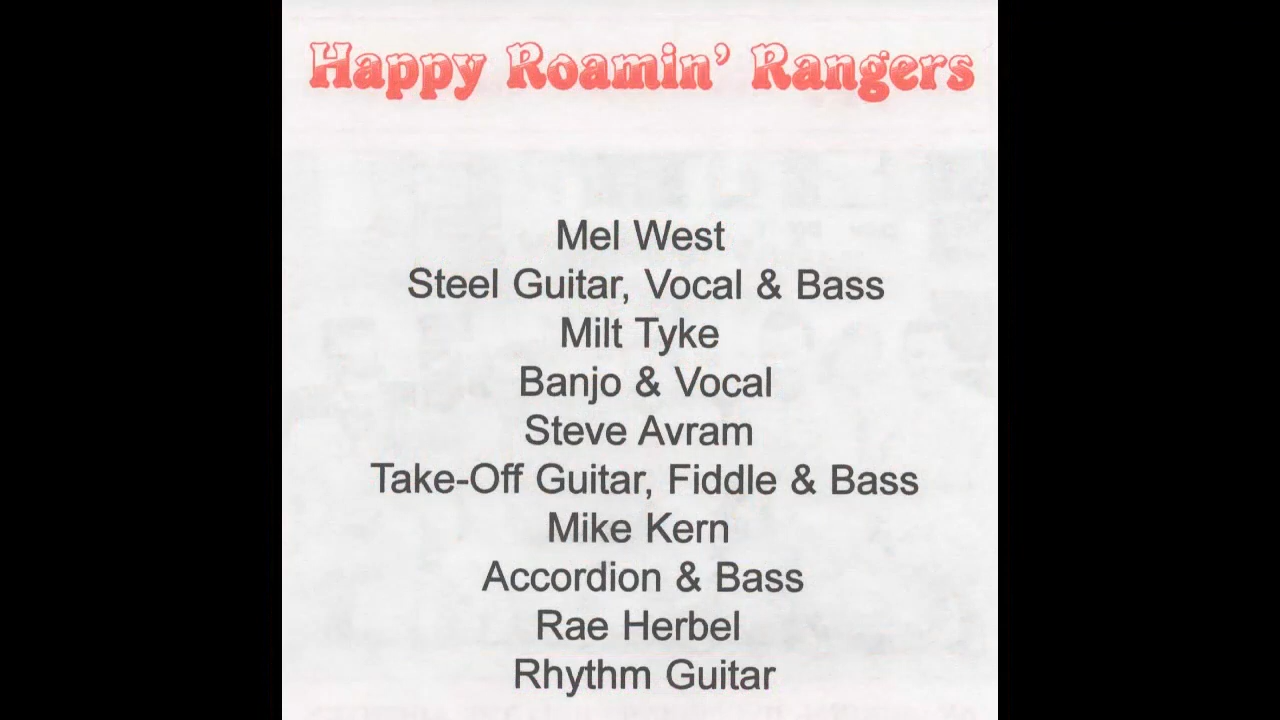 Happy Roamin' Rangers
Mel West
Steel Guitar, Vocal & Bass
Milt Tyke
Banjo & Vocal
Steve Avram
Take-Off Guitar, Fiddle & Bass
Mike Kern
Accordion & Bass
Rae Herbel
Rhythm Guitar